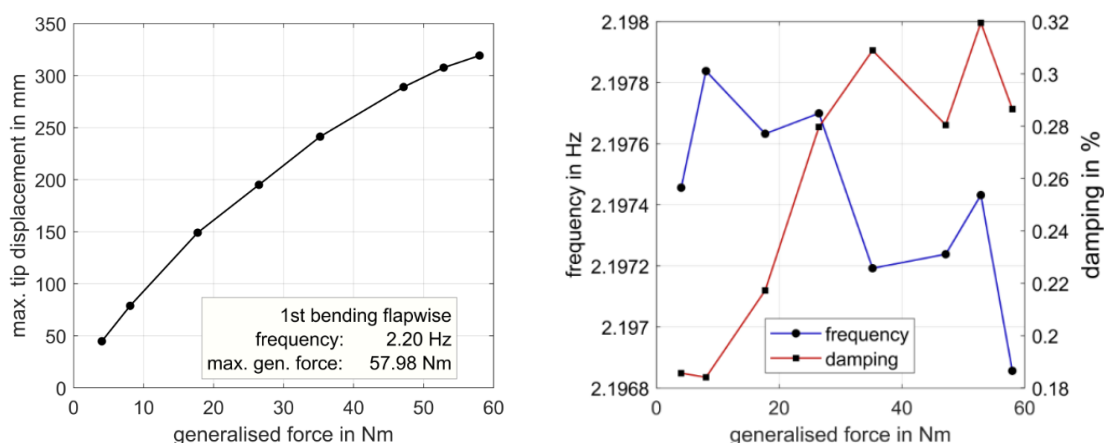 350
300
250
200
150
100
50
0
0 10 20 30 40 50 60
max. tip displacement in mm
generalised force in Nm
1st bending flapwise
frequency: 2.20 Hz
max. gen. force: 57.98 Nm
2.198
2.1978
2.1976
2.1974
2.1972
2.197
2.1968
frequency in Hz
0 20 40 60
generalised force in Nm
0.32
0.3
0.28
0.26
0.24
0.22
0.2
0.18
damping in %
frequency
damping